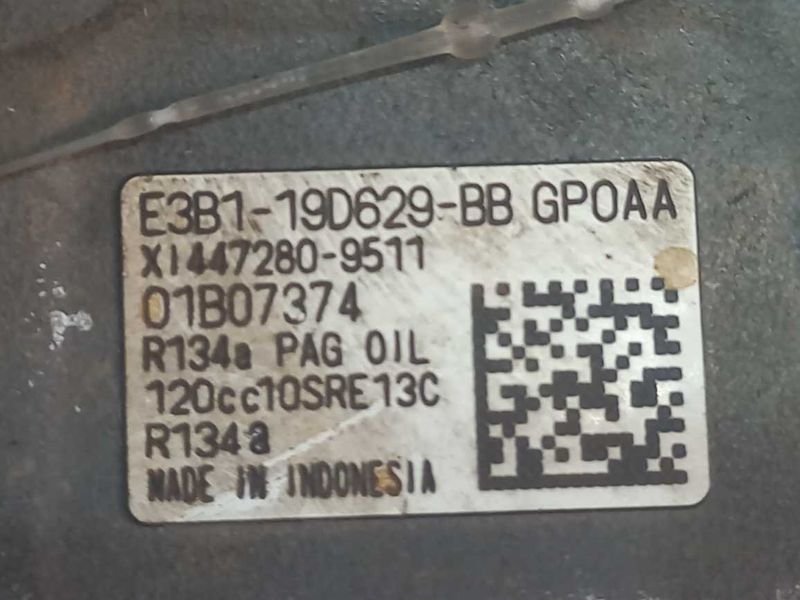 E3B1-19D629-BB GPOAA
XI447280-9511
01B07374
R134a PAG OIL
120cc10SRE13C
R134a
MADE IN INDONESIA